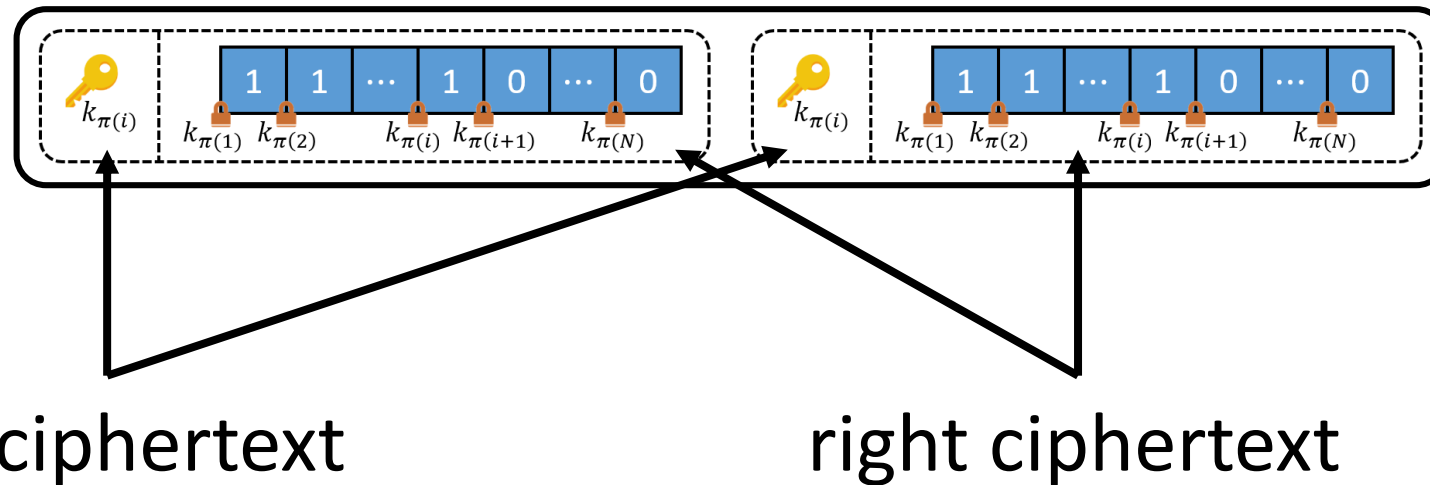 1 1 ... 1 0 ... 0 1 1 ... 1 0 ... 0
k_π(i) k_π(1) k_π(2) k_π(i) k_π(i+1) k_π(N) k_π(i) k_π(1) k_π(2) k_π(i) k_π(i+1) k_π(N)
ciphertext right ciphertext